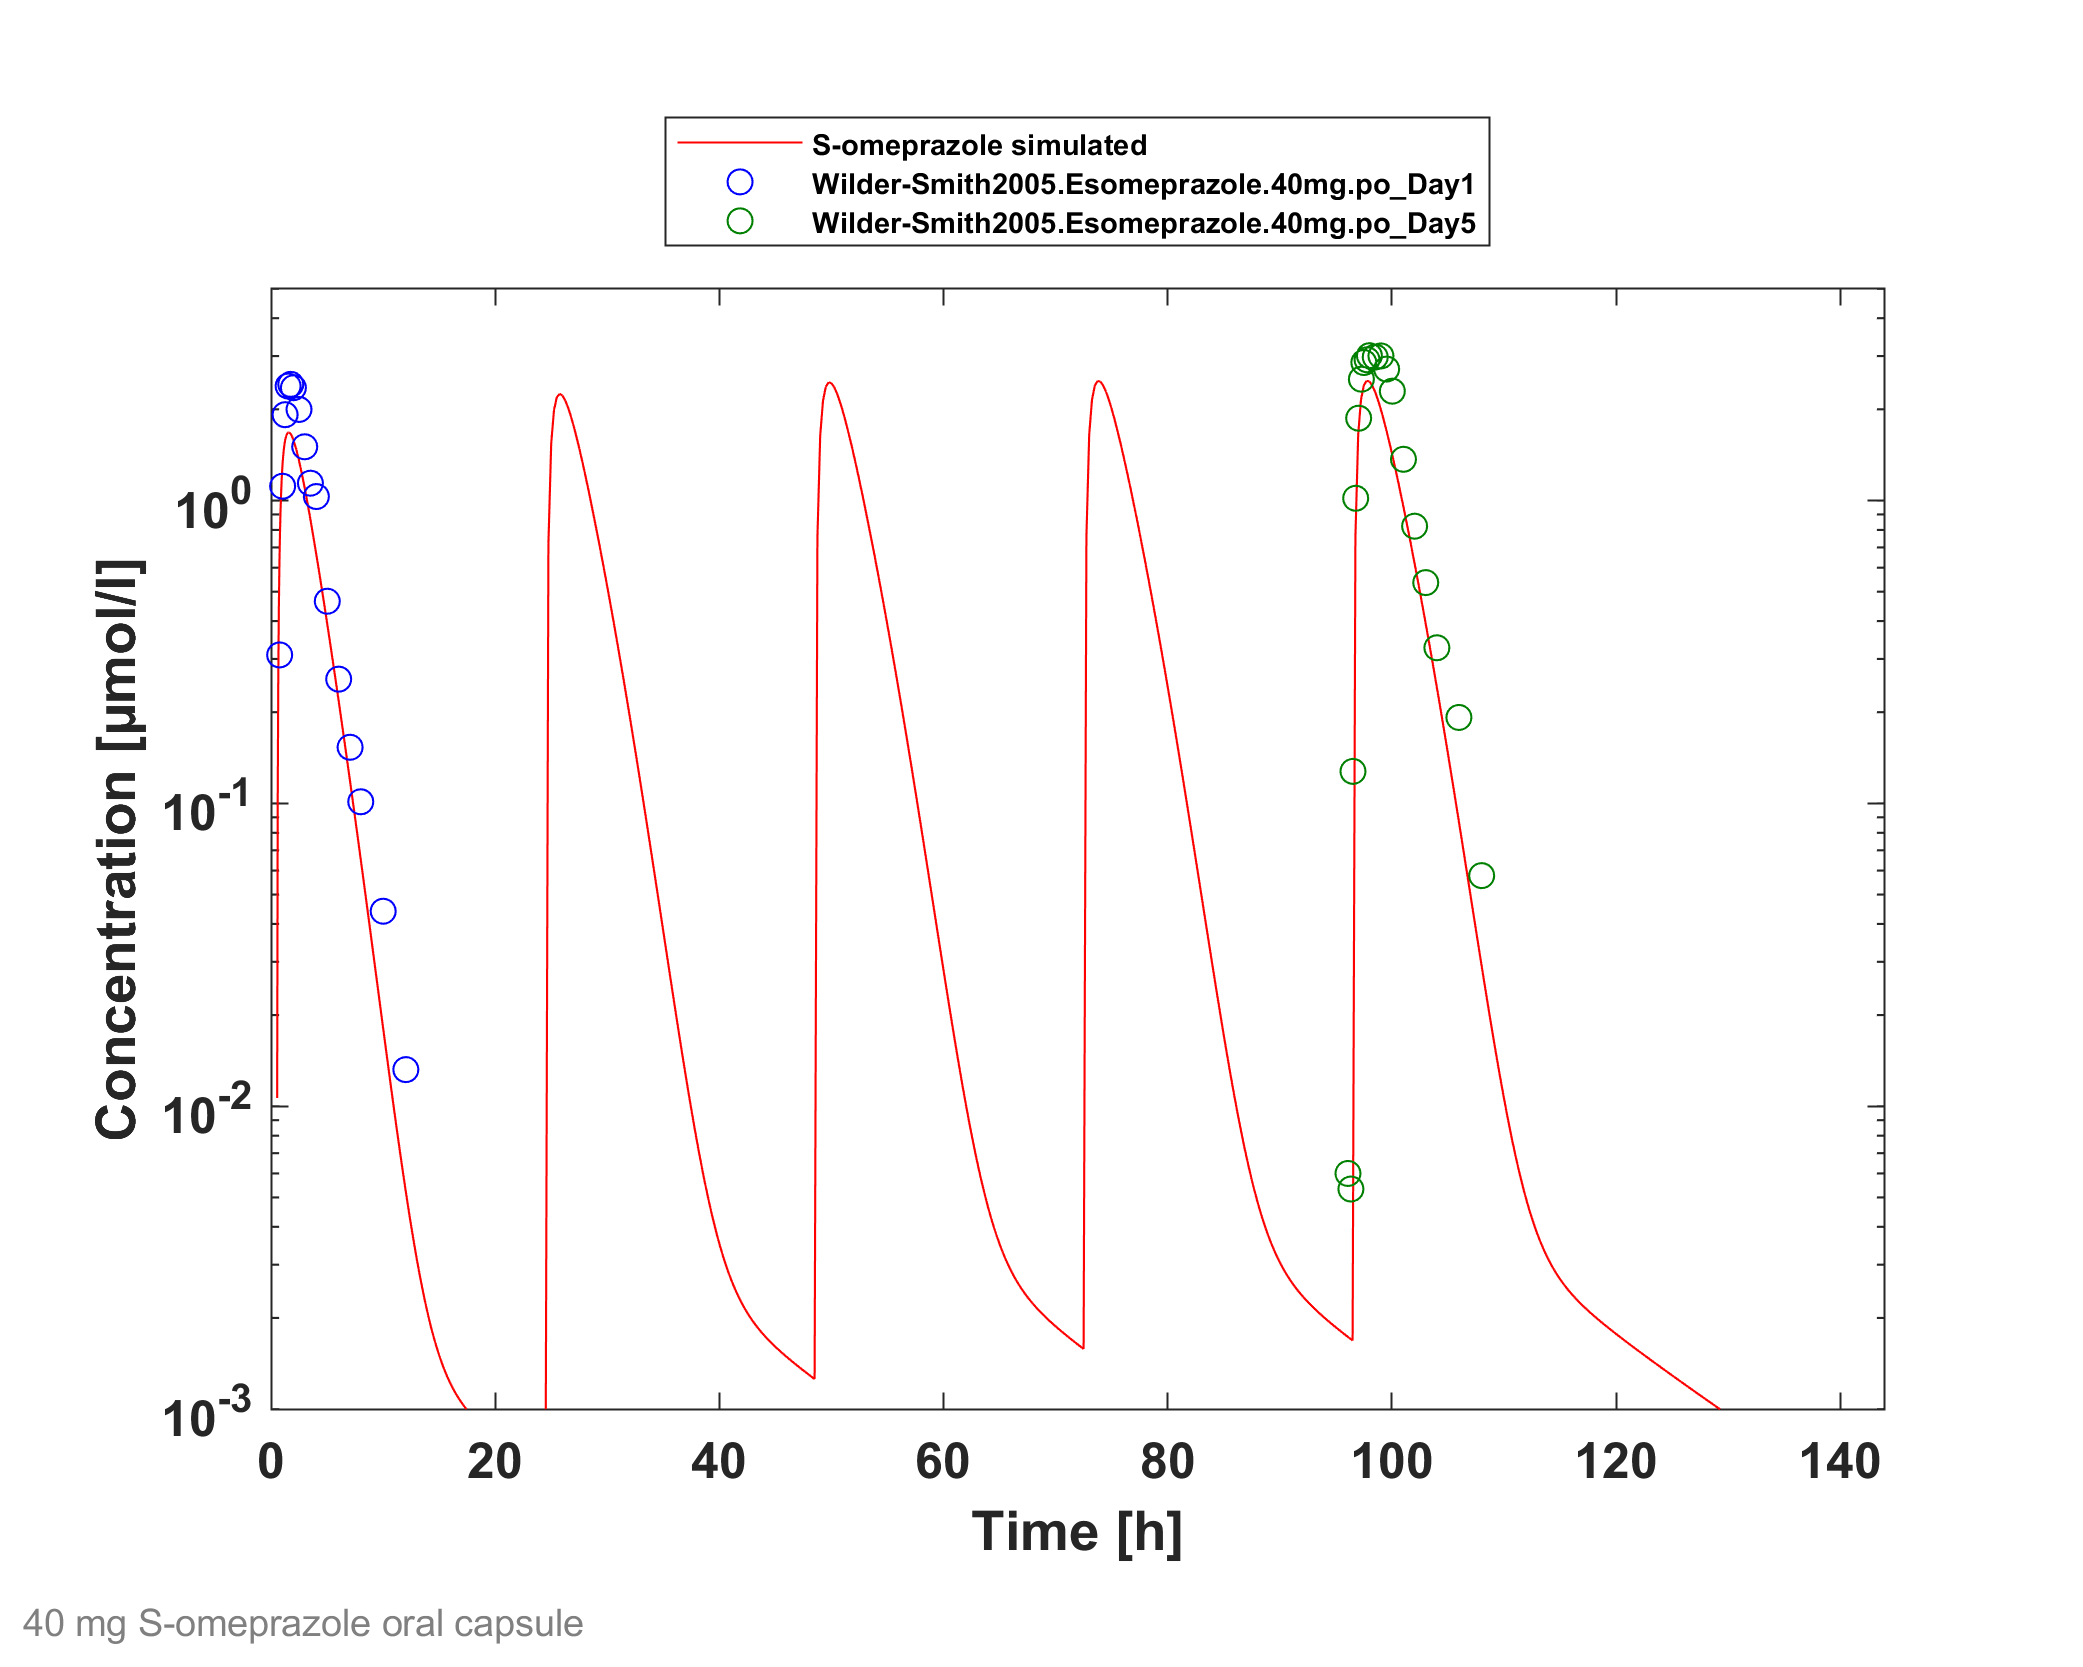 S-omeprazole simulated
Wilder-Smith2005.Esomeprazole.40mg.po_Day1
Wilder-Smith2005.Esomeprazole.40mg.po_Day5
10^0
10^-1
10^-2
10^-3
Concentration [µmol/l]
0 20 40 60 80 100 120 140
Time [h]
40 mg S-omeprazole oral capsule